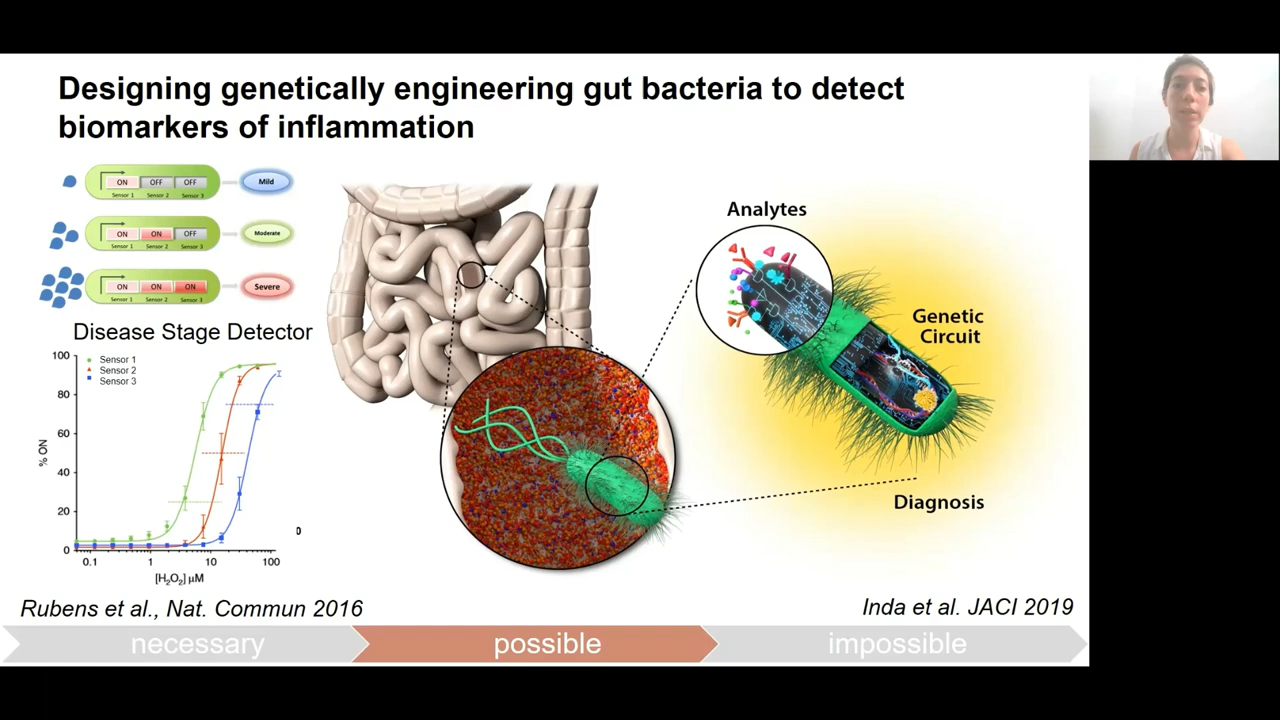 Designing genetically engineering gut bacteria to detect
biomarkers of inflammation
ON OFF OFF
Sensor 1 Sensor 2 Sensor 3
Mild
ON ON OFF
Sensor 1 Sensor 2 Sensor 3
Moderate
ON ON ON
Sensor 1 Sensor 2 Sensor 3
Severe
Disease Stage Detector
Sensor 1
Sensor 2
Sensor 3
100
80
60
40
20
0
% ON
0.1 1 10 100
[H₂O₂] µM
0
Analytes
Genetic
Circuit
Diagnosis
Rubens et al., Nat. Commun 2016
Inda et al. JACI 2019
necessary possible impossible